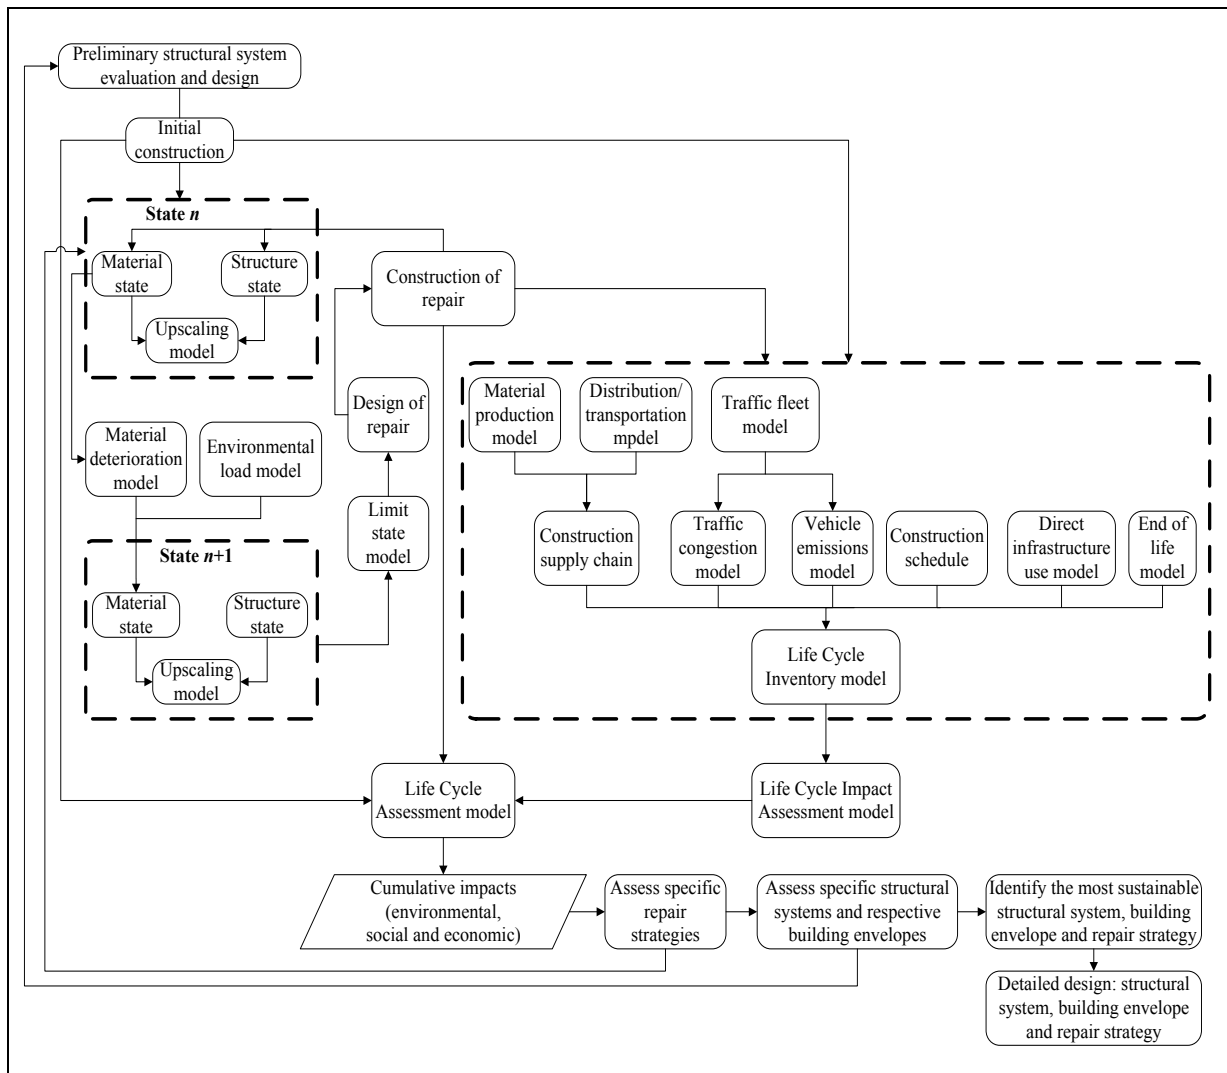 Preliminary structural system
evaluation and design
Initial
construction
State n
Material
state
Structure
state
Upscaling
model
Construction of
repair
Design of
repair
Limit
state
model
Material
deterioration
model
Environmental
load model
State n+1
Material
state
Structure
state
Upscaling
model
Material
production
model
Distribution/
transportation
mpdel
Traffic fleet
model
Construction
supply chain
Traffic
congestion
model
Vehicle
emissions
model
Construction
schedule
Direct
infrastructure
use model
End of
life
model
Life Cycle
Inventory model
Life Cycle
Assessment model
Life Cycle Impact
Assessment model
Cumulative impacts
(environmental,
social and economic)
Assess specific
repair
strategies
Assess specific structural
systems and respective
building envelopes
Identify the most sustainable
structural system, building
envelope and repair strategy
Detailed design: structural
system, building envelope
and repair strategy